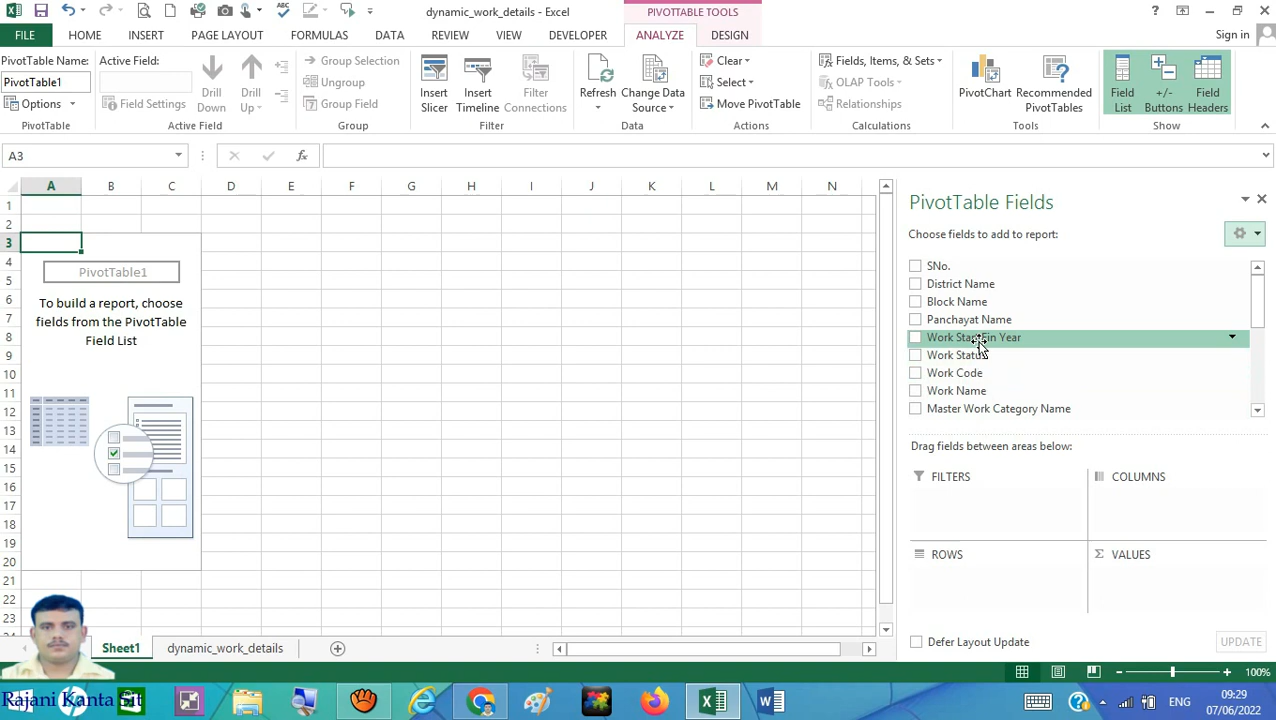 dynamic_work_details - Excel
PIVOTTABLE TOOLS
FILE HOME INSERT PAGE LAYOUT FORMULAS DATA REVIEW VIEW DEVELOPER ANALYZE DESIGN
Sign in
PivotTable Name: Active Field:
PivotTable1
Options
Field Settings
Drill Down
Drill Up
Group Selection
Ungroup
Group Field
Insert Slicer
Insert Timeline
Filter Connections
Refresh
Change Data Source
Clear
Select
Move PivotTable
Fields, Items, & Sets
OLAP Tools
Relationships
PivotChart
Recommended PivotTables
Field List
+/- Buttons
Field Headers
PivotTable Active Field Group Filter Data Actions Calculations Tools Show
A3
fx
A B C D E F G H I J K L M N
1
2
3
4
5
6
7
8
9
10
11
12
13
14
15
16
17
18
19
20
21
22
23
PivotTable1
To build a report, choose
fields from the PivotTable
Field List
PivotTable Fields
Choose fields to add to report:
SNo.
District Name
Block Name
Panchayat Name
Work Start Fin Year
Work Status
Work Code
Work Name
Master Work Category Name
Drag fields between areas below:
FILTERS COLUMNS
ROWS Σ VALUES
Defer Layout Update UPDATE
Sheet1 dynamic_work_details
100%
Rajani Kanta Sit
ENG
09:29
07/06/2022